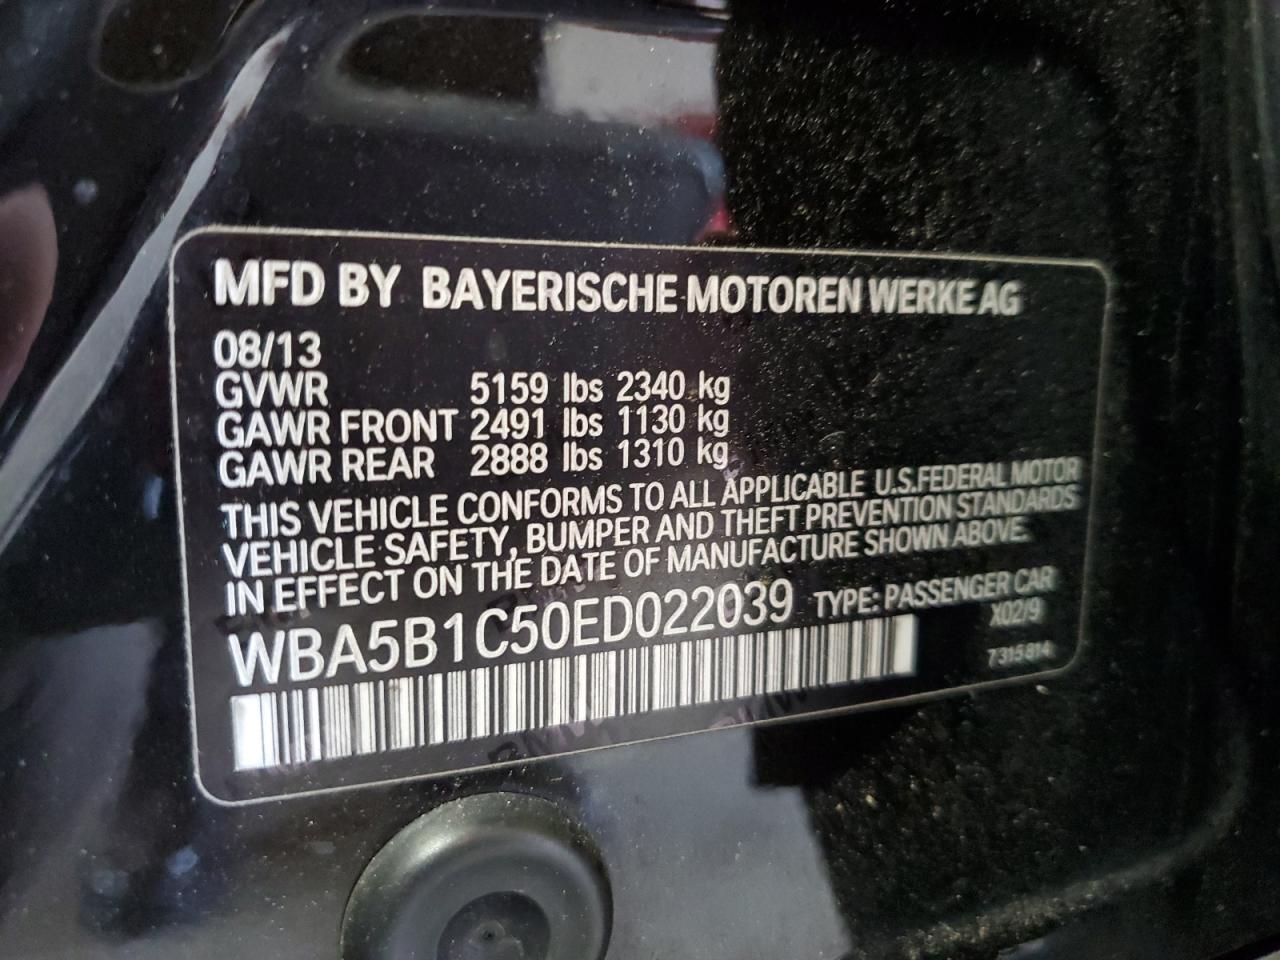 MFD BY BAYERISCHE MOTOREN WERKE AG
08/13
GVWR 5159 lbs 2340 kg
GAWR FRONT 2491 lbs 1130 kg
GAWR REAR 2888 lbs 1310 kg
THIS VEHICLE CONFORMS TO ALL APPLICABLE U.S.FEDERAL MOTOR
VEHICLE SAFETY, BUMPER AND THEFT PREVENTION STANDARDS
IN EFFECT ON THE DATE OF MANUFACTURE SHOWN ABOVE.
WBA5B1C50ED022039 TYPE: PASSENGER CAR
X02/9
7315814